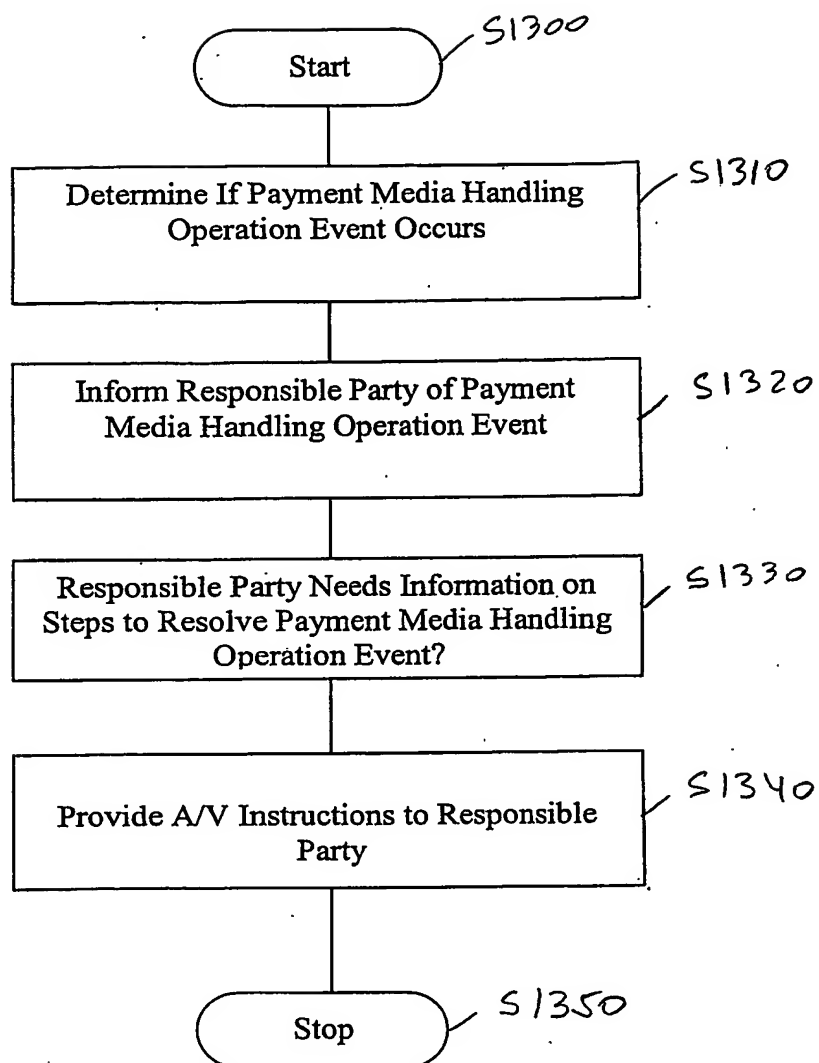 Start
S1300
Determine If Payment Media Handling
Operation Event Occurs
S1310
Inform Responsible Party of Payment
Media Handling Operation Event
S1320
Responsible Party Needs Information on
Steps to Resolve Payment Media Handling
Operation Event?
S1330
Provide A/V Instructions to Responsible
Party
S1340
Stop
S1350